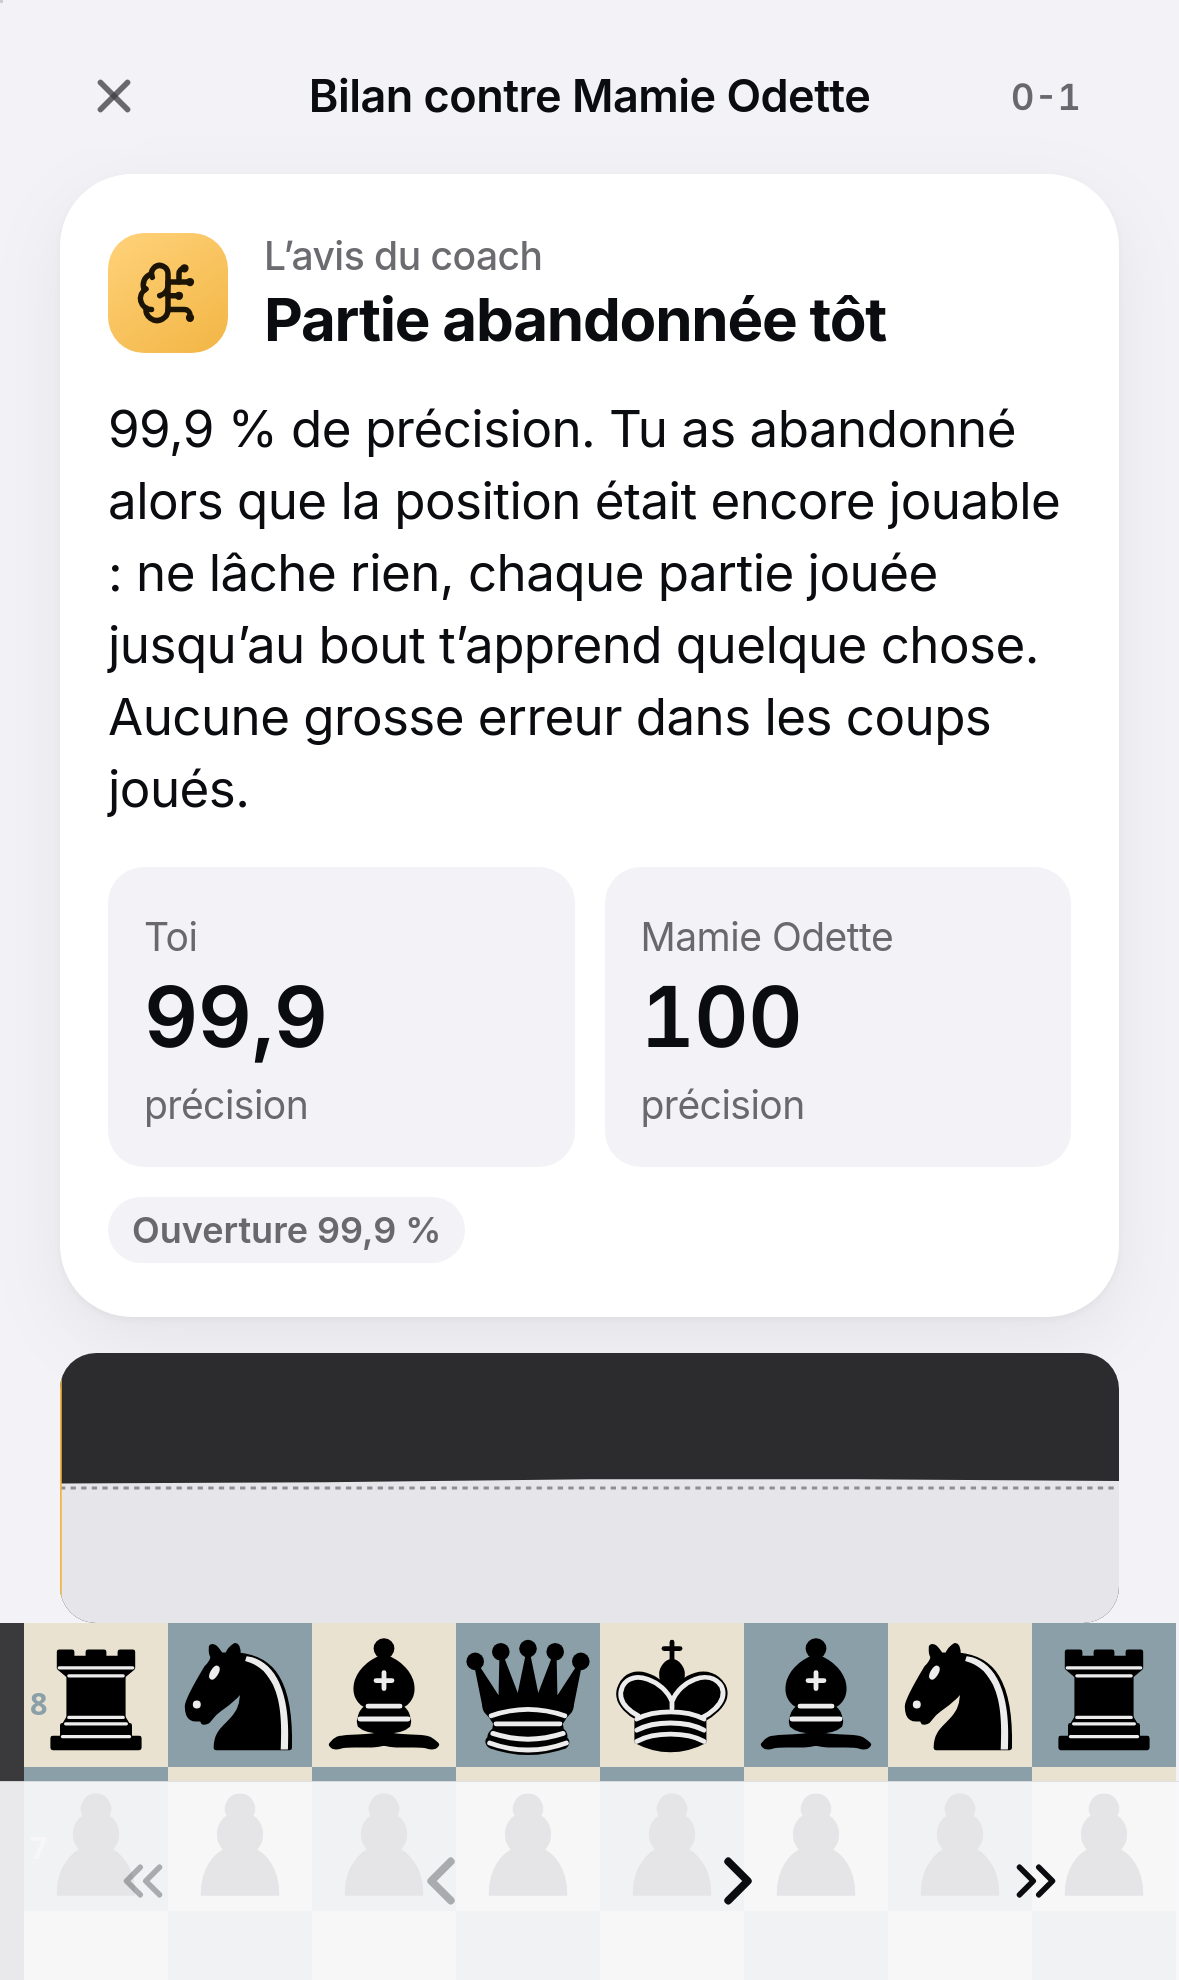 Bilan contre Mamie Odette
0-1
L’avis du coach
Partie abandonnée tôt
99,9 % de précision. Tu as abandonné
alors que la position était encore jouable
: ne lâche rien, chaque partie jouée
jusqu’au bout t’apprend quelque chose.
Aucune grosse erreur dans les coups
joués.
Toi
99,9
précision
Mamie Odette
100
précision
Ouverture 99,9 %
8
7